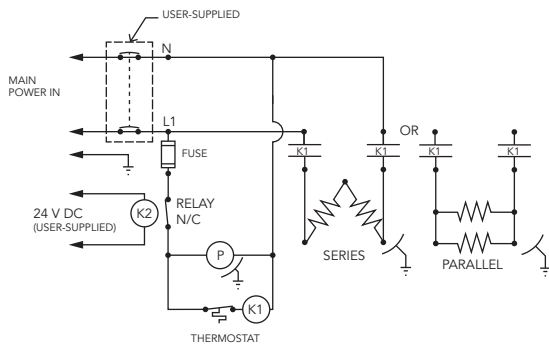 USER-SUPPLIED
N
MAIN
POWER IN
L1
OR
FUSE
K1
K1
K1
K1
24 V DC
(USER-SUPPLIED)
K2
RELAY
N/C
P
SERIES
PARALLEL
K1
THERMOSTAT